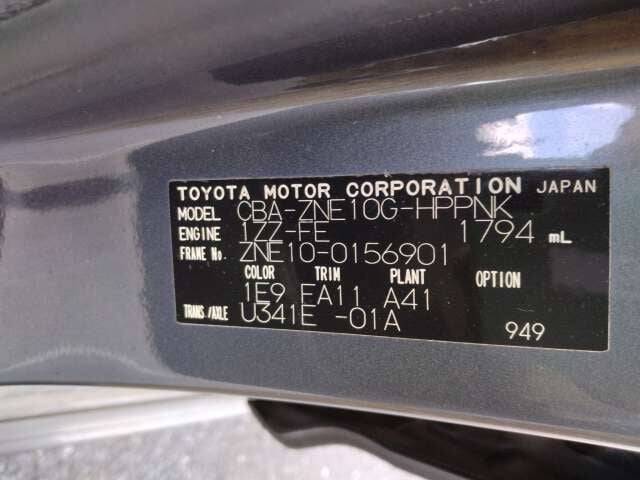 TOYOTA MOTOR CORPORATION JAPAN
MODEL CBA-ZNE10G-HPPNK
ENGINE 1ZZ-FE 1794 mL
FRAME No. ZNE10-0156901
COLOR TRIM PLANT OPTION
1E9 EA11 A41
TRANS./AXLE U341E -01A 949